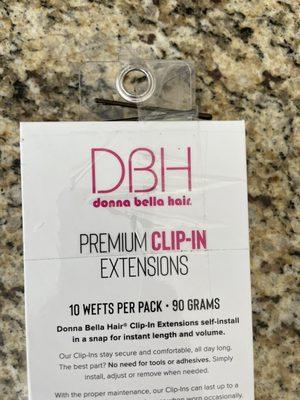 DBH
donna bella hair.
PREMIUM CLIP-IN
EXTENSIONS
10 WEFTS PER PACK • 90 GRAMS
Donna Bella Hair® Clip-In Extensions self-install
in a snap for instant length and volume.
Our Clip-Ins stay secure and comfortable, all day long.
The best part? No need for tools or adhesives. Simply
install, adjust or remove when needed.
With the proper maintenance, our Clip-Ins can last up to a
when worn occasionally.